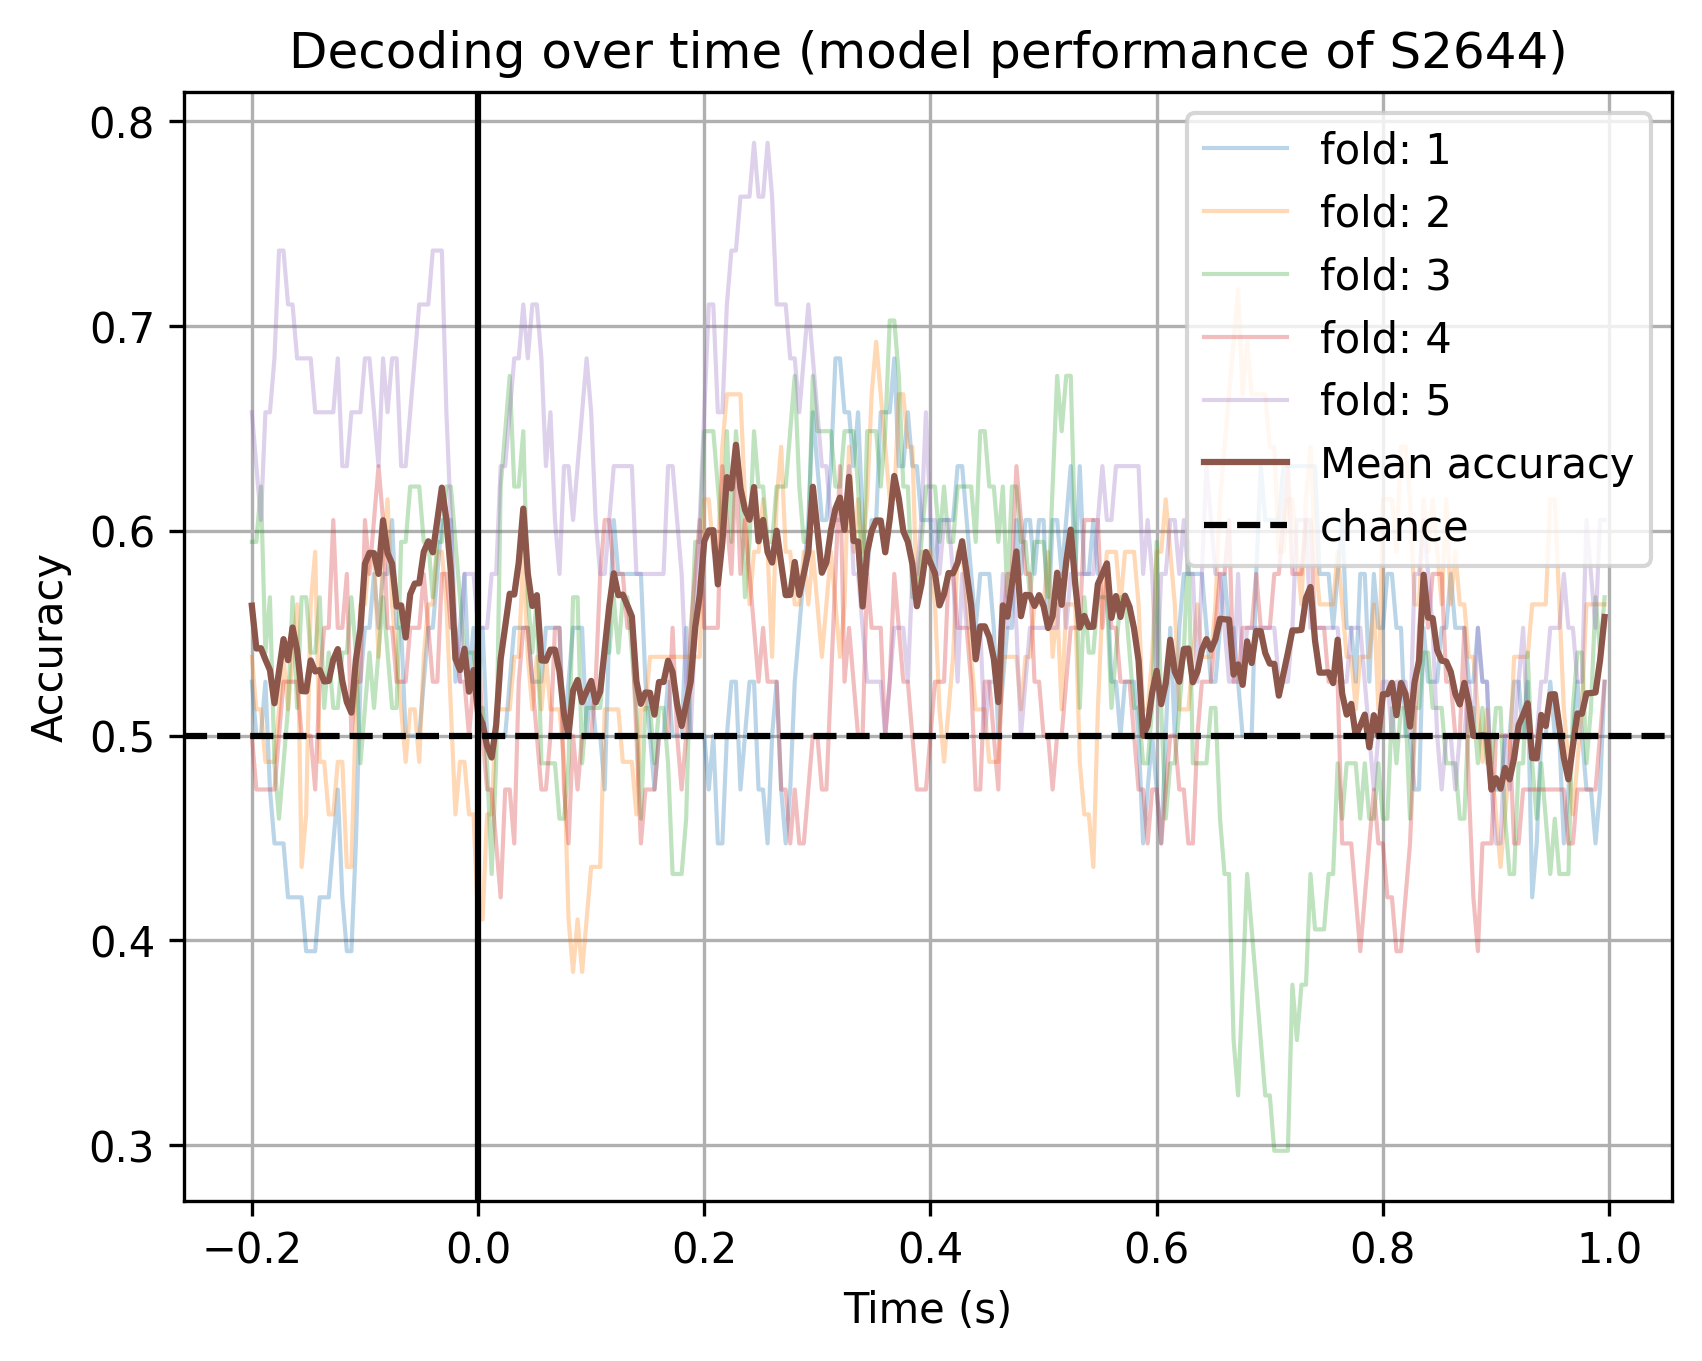 Decoding over time (model performance of S2644)
fold: 1
fold: 2
fold: 3
fold: 4
fold: 5
Mean accuracy
chance
Accuracy
0.8
0.7
0.6
0.5
0.4
0.3
−0.2 0.0 0.2 0.4 0.6 0.8 1.0
Time (s)